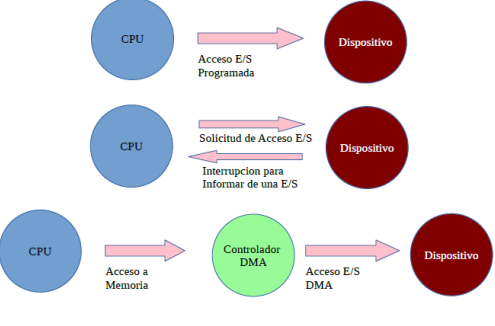 CPU
Acceso E/S
Programada
Dispositivo
CPU
Solicitud de Acceso E/S
Interrupcion para
Informar de una E/S
Dispositivo
CPU
Acceso a
Memoria
Controlador
DMA
Acceso E/S
DMA
Dispositivo